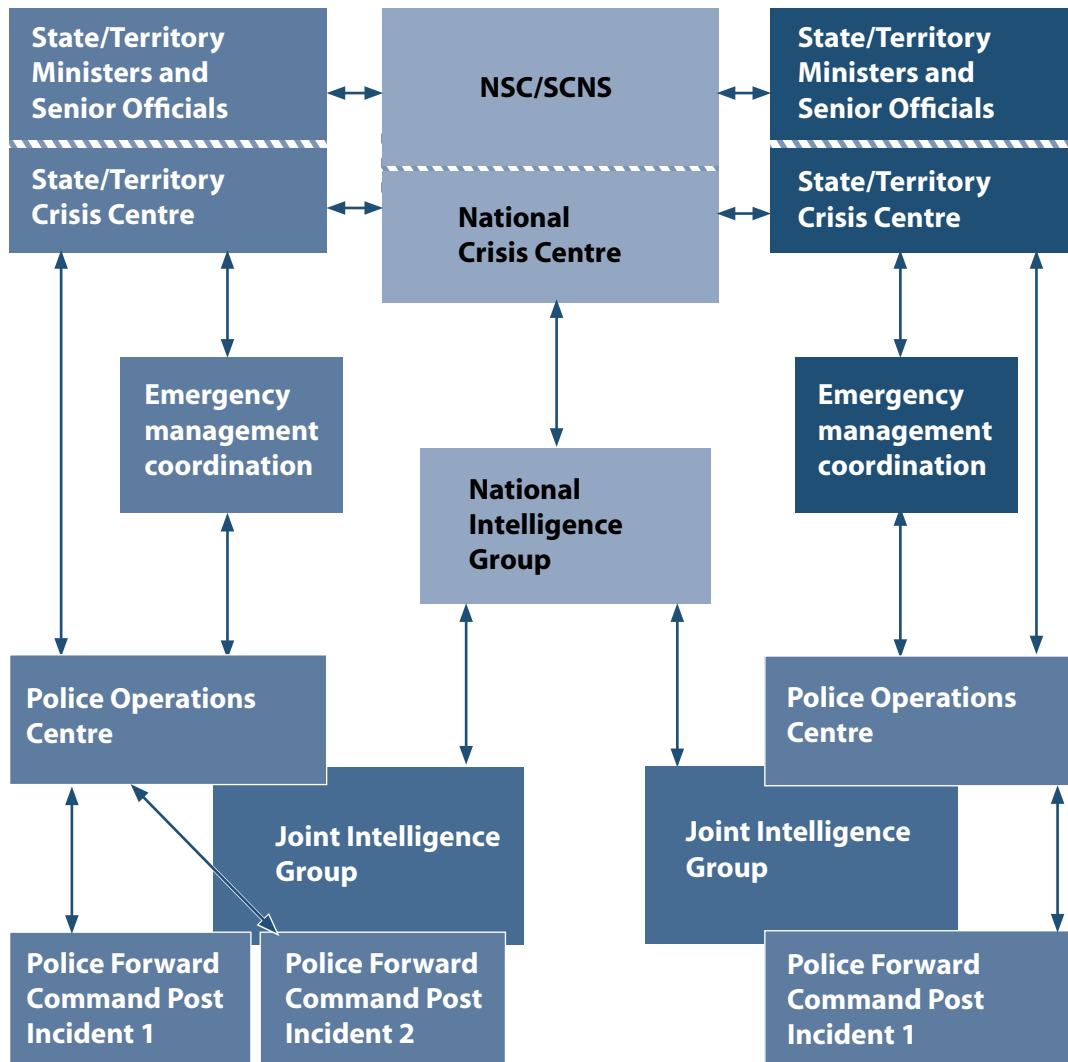 State/Territory
Ministers and
Senior Officials
NSC/SCNS
State/Territory
Ministers and
Senior Officials
State/Territory
Crisis Centre
National
Crisis Centre
State/Territory
Crisis Centre
Emergency
management
coordination
National
Intelligence
Group
Emergency
management
coordination
Police Operations
Centre
Police Operations
Centre
Joint Intelligence
Group
Joint Intelligence
Group
Police Forward
Command Post
Incident 1
Police Forward
Command Post
Incident 2
Police Forward
Command Post
Incident 1